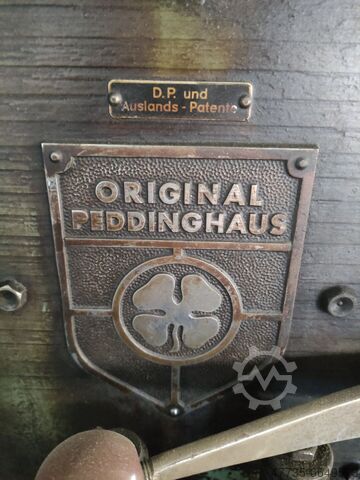 D.P. und
Auslands-Patente
ORIGINAL
PEDDINGHAUS